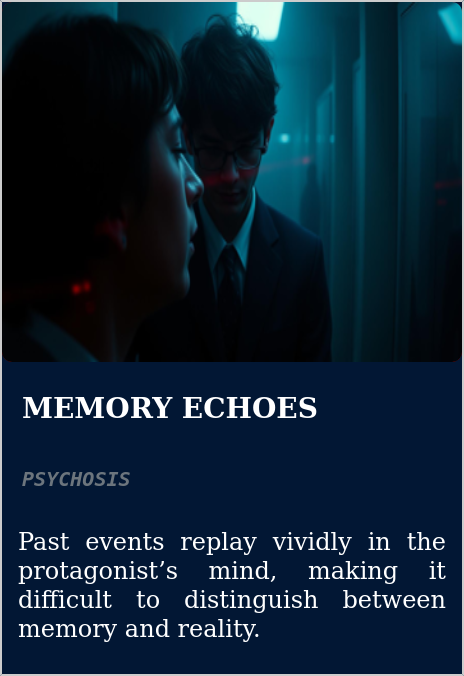 MEMORY ECHOES
PSYCHOSIS
Past events replay vividly in the
protagonist’s mind, making it
difficult to distinguish between
memory and reality.